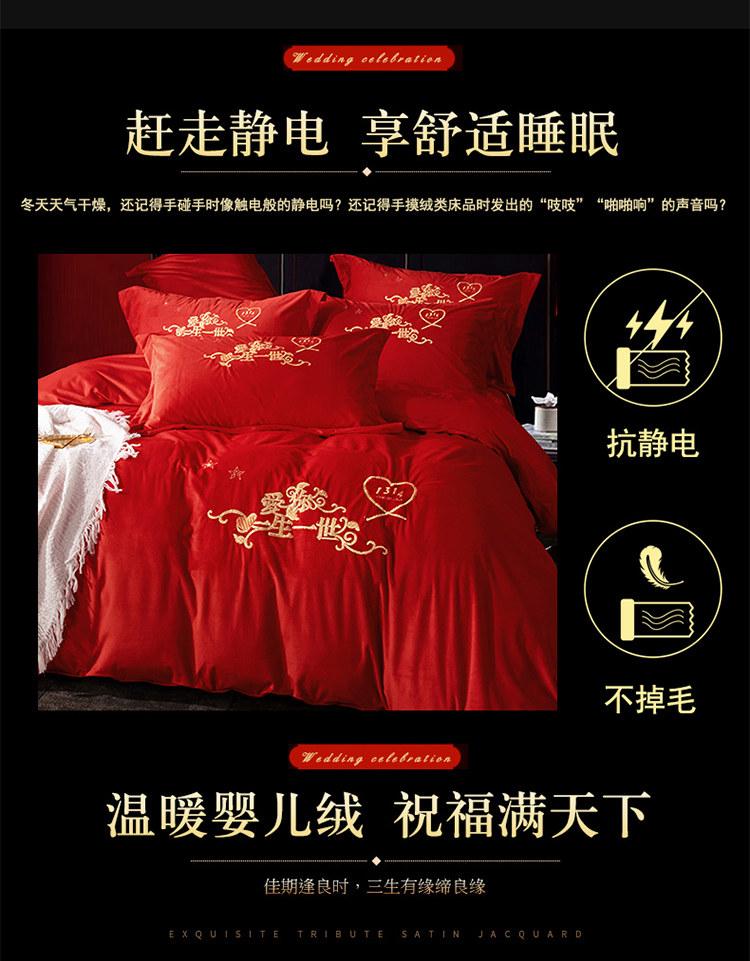 Wedding celebration
赶走静电 享舒适睡眠
冬天天气干燥，还记得手碰手时像触电般的静电吗？还记得手摸绒类床品时发出的“吱吱”“啪啪响”的声音吗？
1314
1314
1314
爱你
一生一世
1314
抗静电
不掉毛
Wedding celebration
温暖婴儿绒 祝福满天下
佳期逢良时，三生有缘缔良缘
EXQUISITE TRIBUTE SATIN JACQUARD